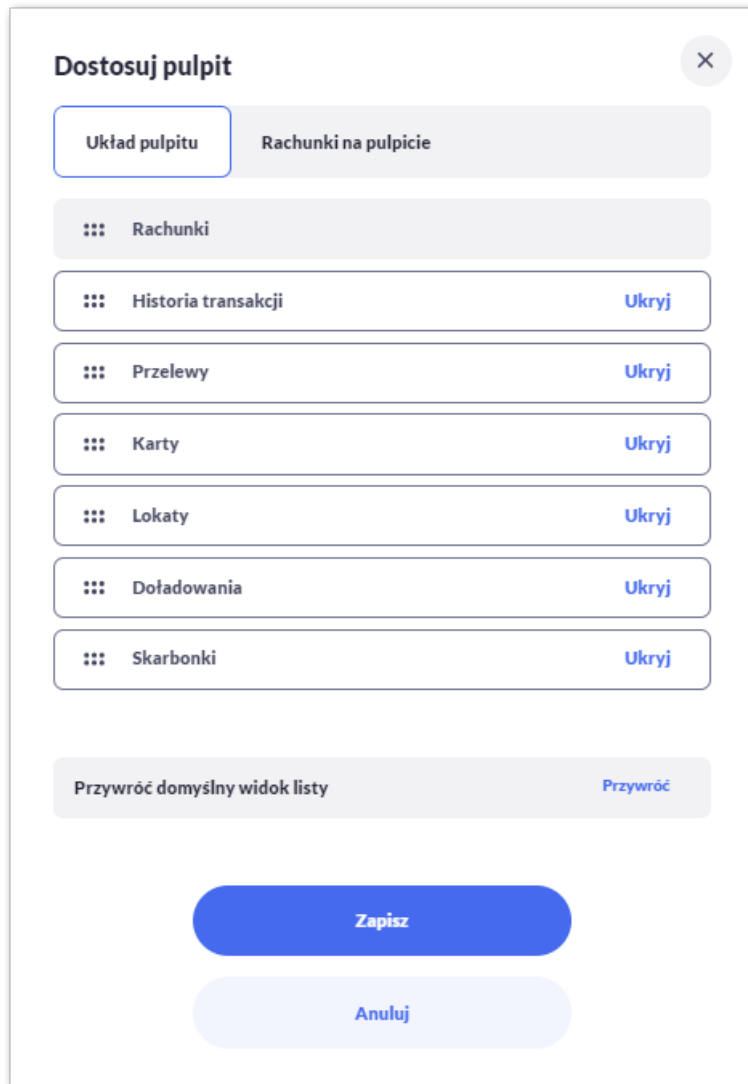 Dostosuj pulpit
Układ pulpitu Rachunki na pulpicie
Rachunki
Historia transakcji Ukryj
Przelewy Ukryj
Karty Ukryj
Lokaty Ukryj
Doładowania Ukryj
Skarbonki Ukryj
Przywróć domyślny widok listy Przywróć
Zapisz
Anuluj